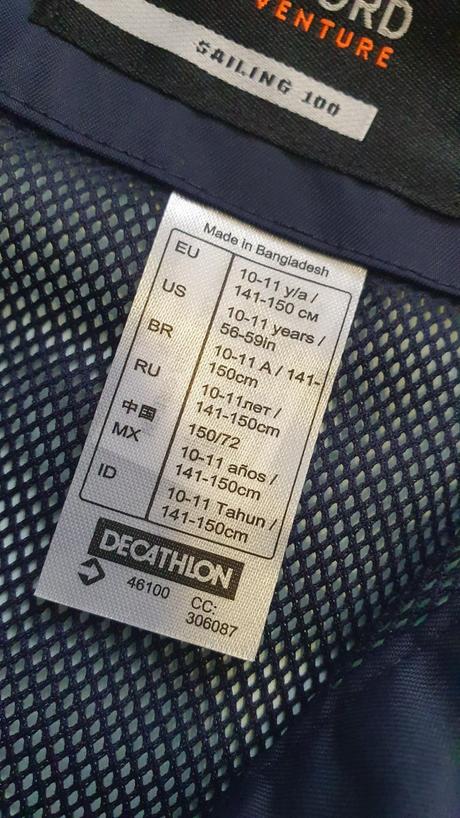 ORD
VENTURE
SAILING 100
Made in Bangladesh
EU
10-11 y/a /
141-150 см
US
10-11 years /
56-59in
BR
10-11 A / 141-
150cm
RU
10-11лет /
141-150cm
中国
150/72
MX
10-11 años /
141-150cm
ID
10-11 Tahun /
141-150cm
DECATHLON
46100
CC:
306087